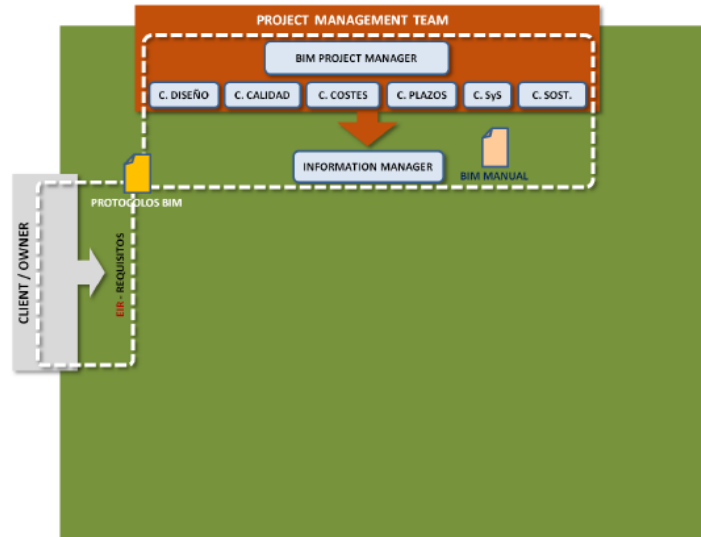 PROJECT MANAGEMENT TEAM
BIM PROJECT MANAGER
C. DISEÑO
C. CALIDAD
C. COSTES
C. PLAZOS
C. SyS
C. SOST.
INFORMATION MANAGER
BIM MANUAL
PROTOCOLOS BIM
CLIENT / OWNER
EIR - REQUISITOS